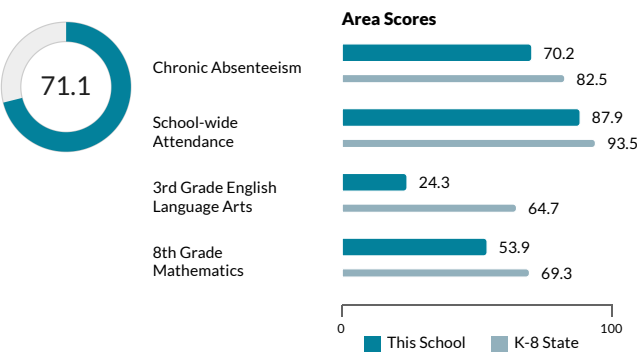 Area Scores
71.1
Chronic Absenteeism
70.2
82.5
School-wide
Attendance
87.9
93.5
3rd Grade English
Language Arts
24.3
64.7
8th Grade
Mathematics
53.9
69.3
0
100
This School
K-8 State